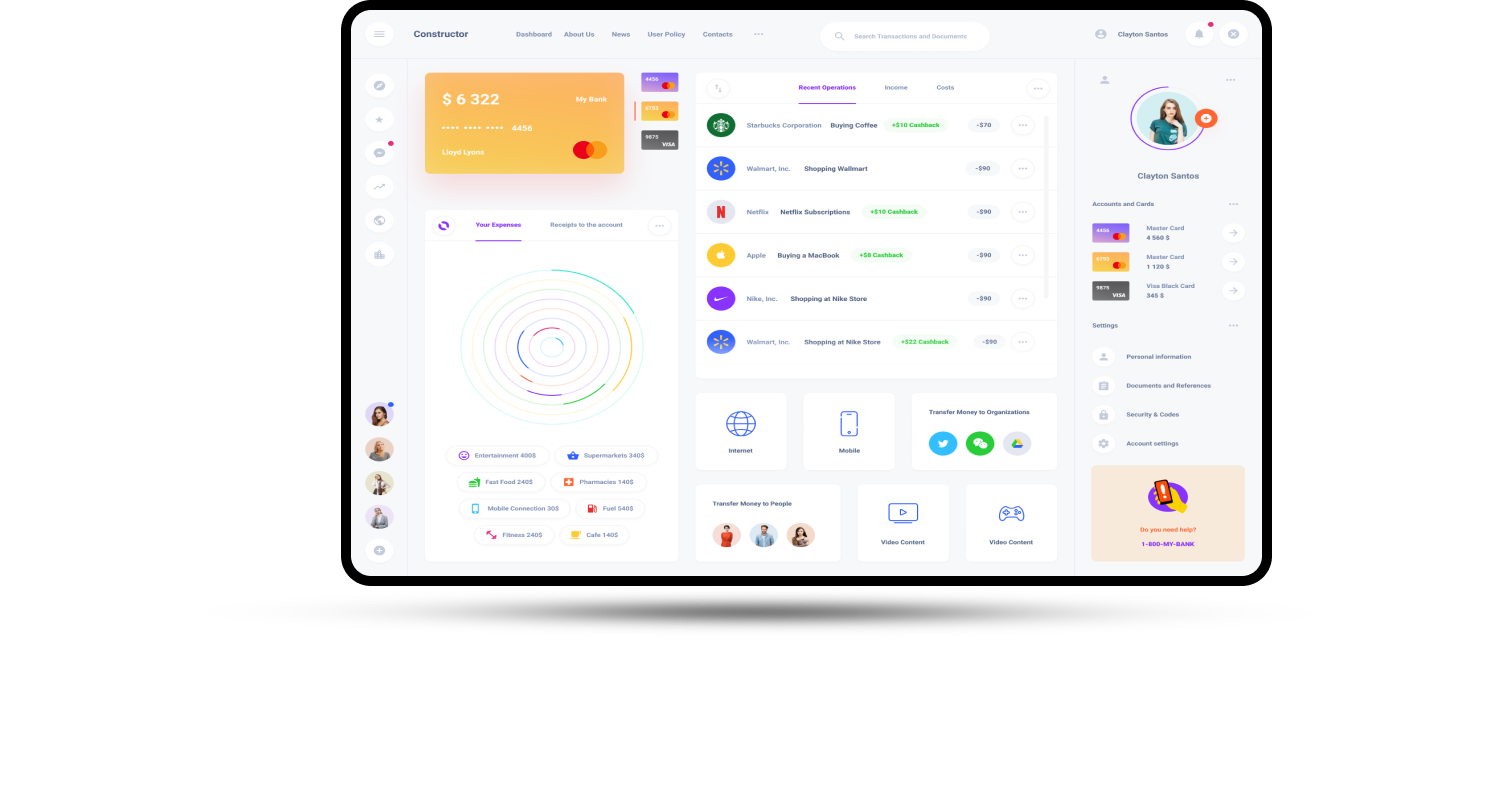 Constructor
Dashboard About Us News User Policy Contacts
Search Transactions and Documents
Clayton Santos
$ 6 322 My Bank
4456
Lloyd Lyons
4456
9875
VISA
Your Expenses Receipts to the account
Entertainment 400$ Supermarkets 340$
Fast Food 240$ Pharmacies 140$
Mobile Connection 30$ Fuel 540$
Fitness 240$ Cafe 140$
Recent Operations Income Costs
Starbucks Corporation Buying Coffee +$10 Cashback -$70
Walmart, Inc. Shopping Wallmart -$90
Netflix Netflix Subscriptions +$10 Cashback -$90
Apple Buying a MacBook +$8 Cashback -$90
Nike, Inc. Shopping at Nike Store -$90
Walmart, Inc. Shopping at Nike Store +$22 Cashback -$90
Internet
Mobile
Transfer Money to Organizations
Transfer Money to People
Video Content
Video Content
Clayton Santos
Accounts and Cards
4456
Master Card
4 560 $
Master Card
1 120 $
9875
VISA
Visa Black Card
345 $
Settings
Personal information
Documents and References
Security & Codes
Account settings
Do you need help?
1-800-MY-BANK